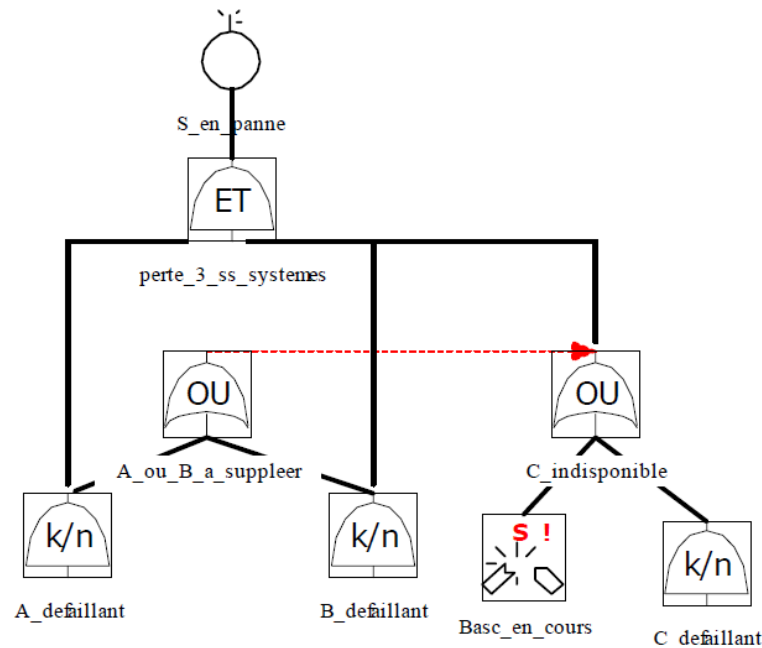 S_en_panne
ET
perte_3_ss_systemes
OU
OU
A_ou_B_a_suppleer
C_indisponible
k/n
k/n
S !
k/n
A_defaillant
B_defaillant
Basc_en_cours
C_defaillant